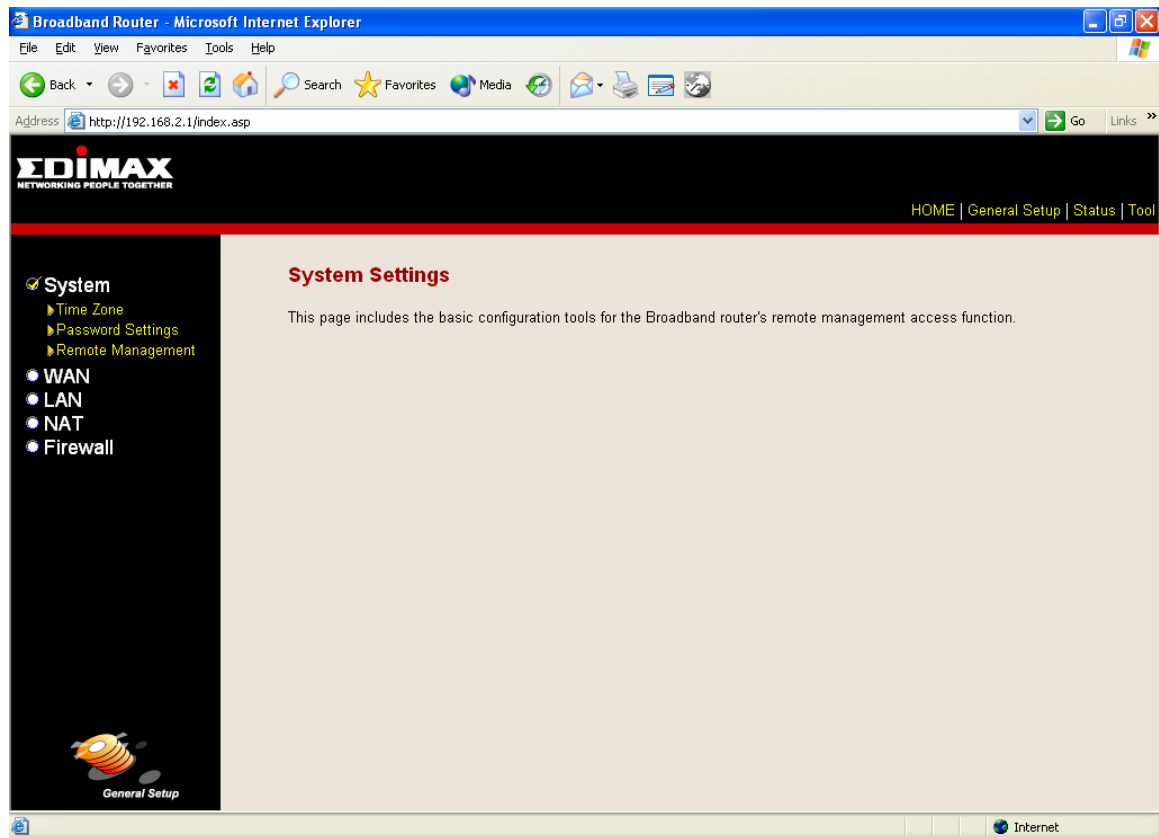 Broadband Router - Microsoft Internet Explorer
File Edit View Favorites Tools Help
Back Search Favorites Media
Address http://192.168.2.1/index.asp Go Links »
EDIMAX
NETWORKING PEOPLE TOGETHER
HOME | General Setup | Status | Tool
System
Time Zone
Password Settings
Remote Management
WAN
LAN
NAT
Firewall
System Settings
This page includes the basic configuration tools for the Broadband router's remote management access function.
General Setup
Internet